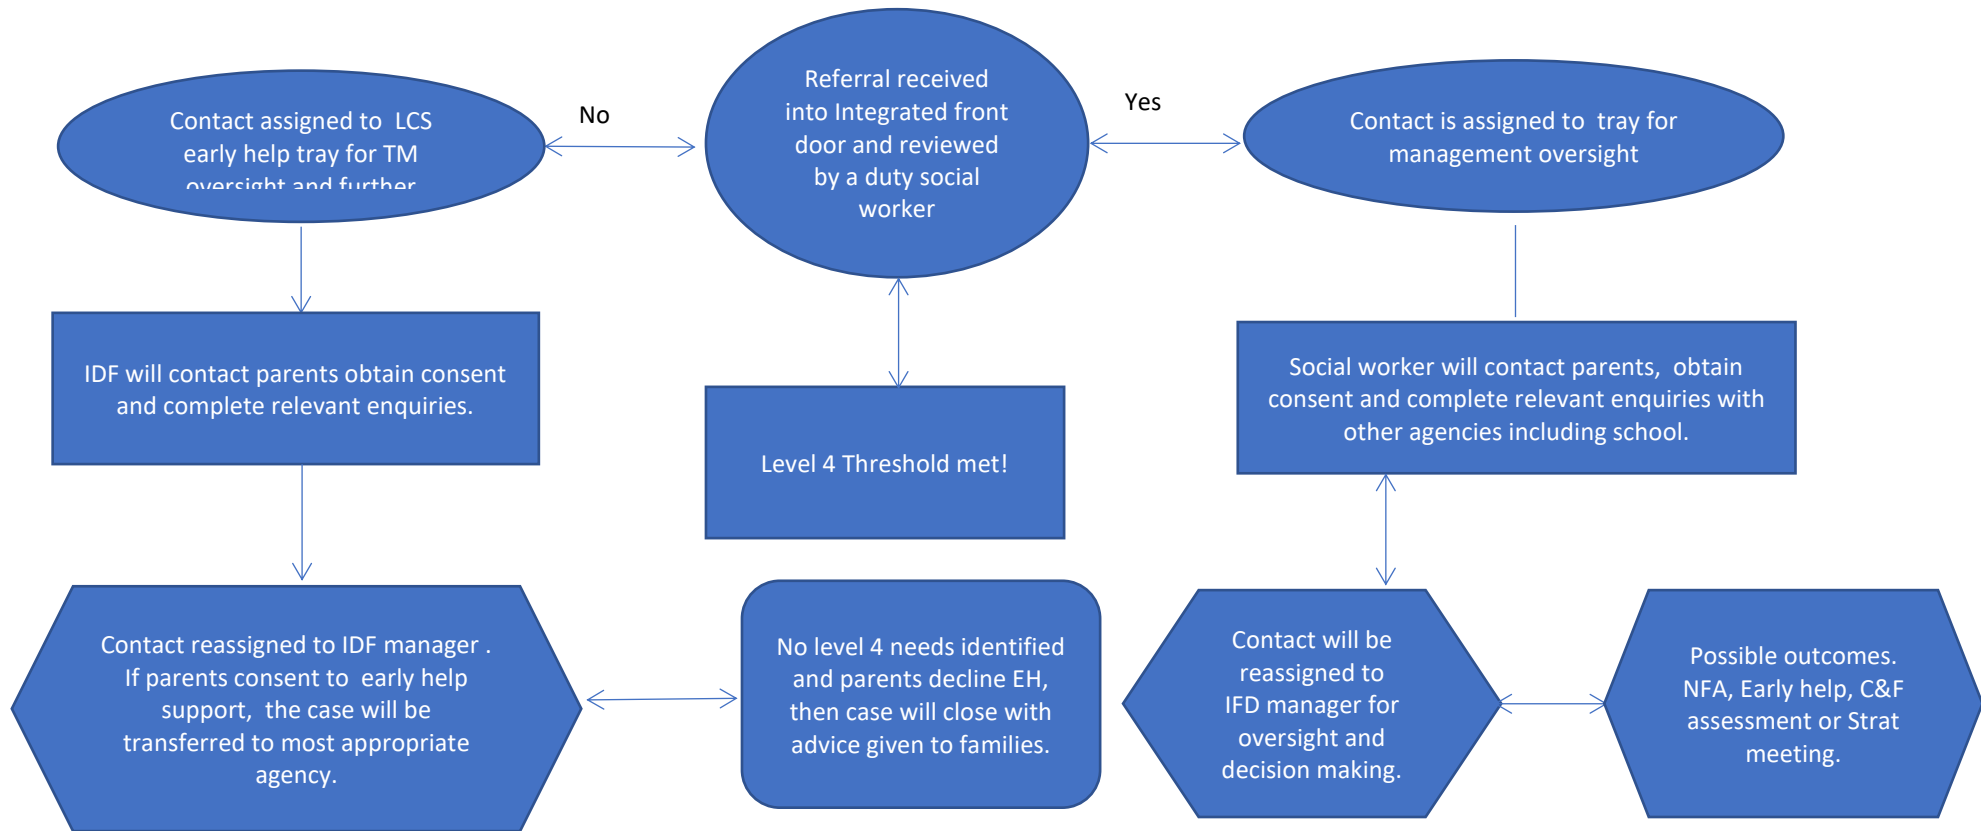 Referral received
into Integrated front
door and reviewed
by a duty social
worker
No
Yes
Contact assigned to LCS
early help tray for TM
oversight and further
Contact is assigned to tray for
management oversight
IDF will contact parents obtain consent
and complete relevant enquiries.
Level 4 Threshold met!
Social worker will contact parents, obtain
consent and complete relevant enquiries with
other agencies including school.
Contact reassigned to IDF manager .
If parents consent to early help
support, the case will be
transferred to most appropriate
agency.
No level 4 needs identified
and parents decline EH,
then case will close with
advice given to families.
Contact will be
reassigned to
IFD manager for
oversight and
decision making.
Possible outcomes.
NFA, Early help, C&F
assessment or Strat
meeting.